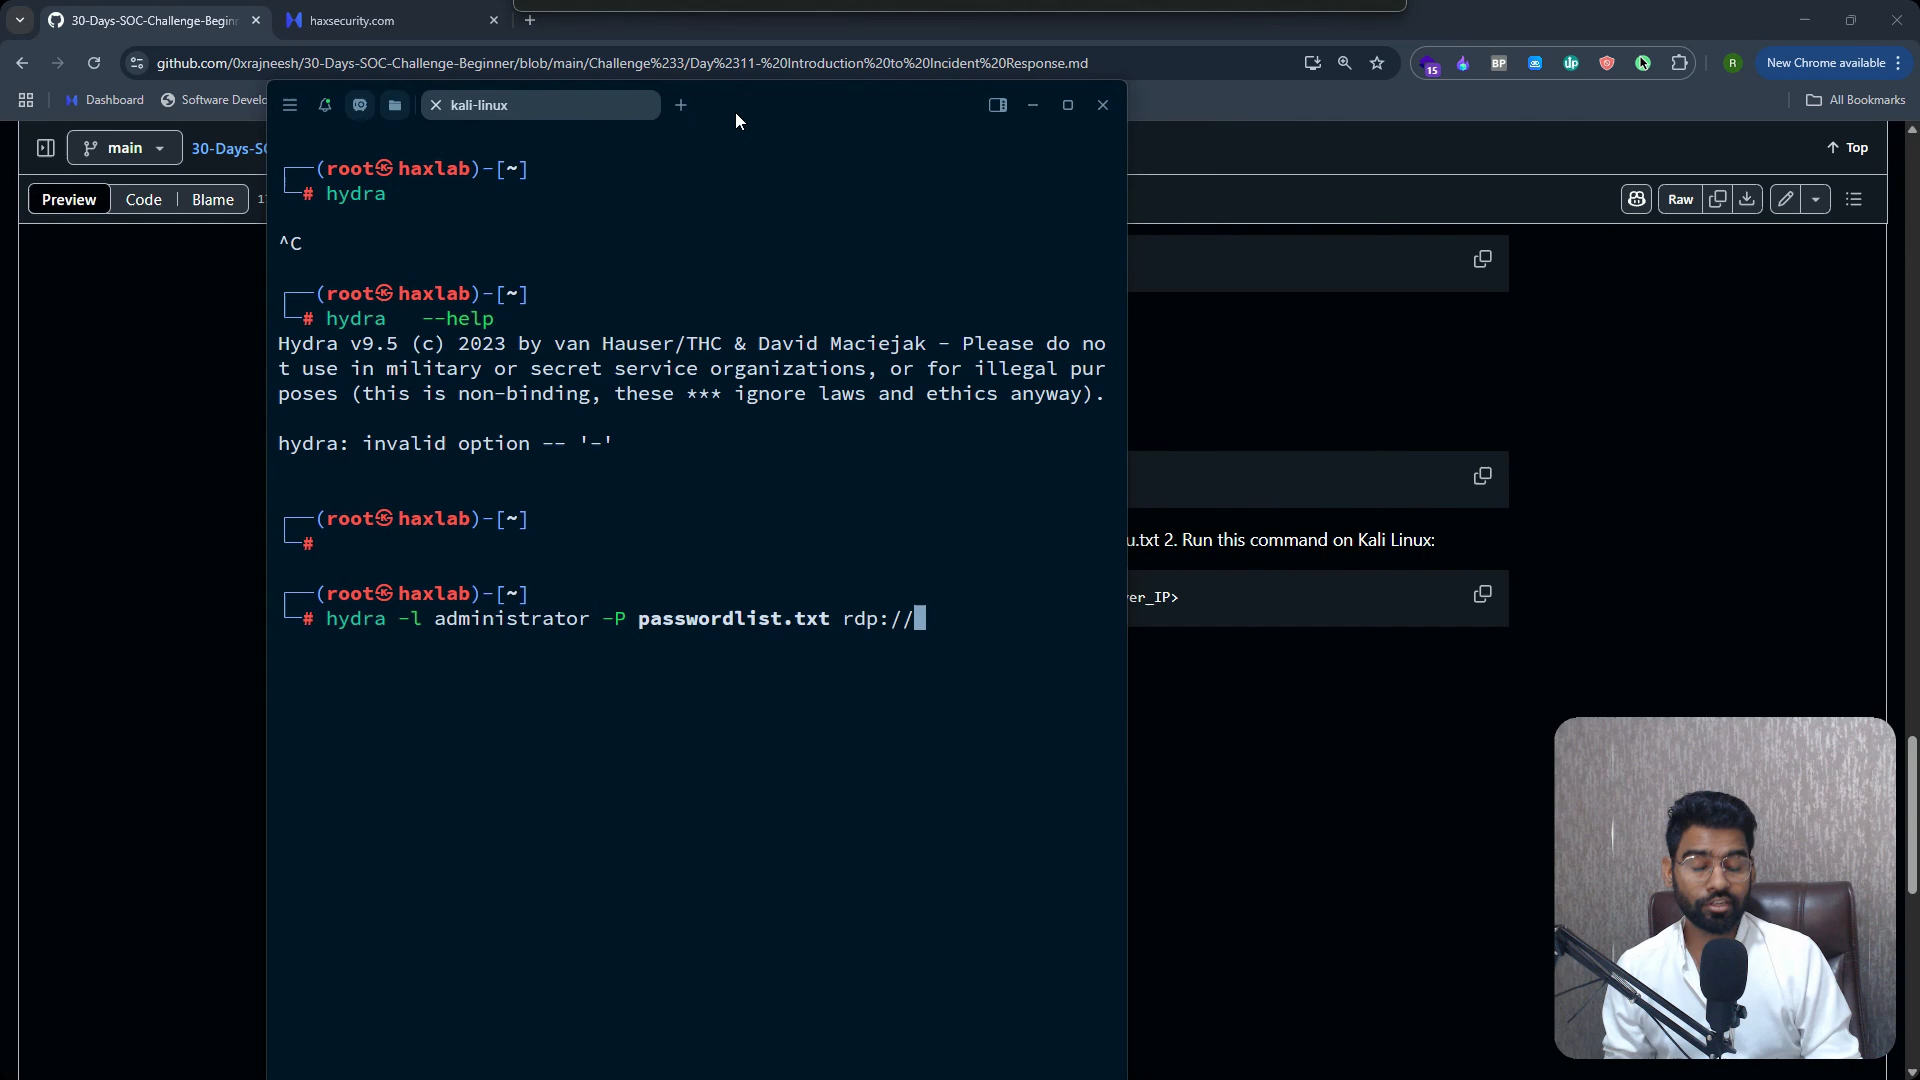 30-Days-SOC-Challenge-Beginn
haxsecurity.com
github.com/0xrajneesh/30-Days-SOC-Challenge-Beginner/blob/main/Challenge%233/Day%2311-%20Introduction%20to%20Incident%20Response.md
15
BP
R
New Chrome available
Dashboard
Software Develo
All Bookmarks
kali-linux
main
30-Days-SO
Top
Preview
Code
Blame
Raw
(root㉿haxlab)-[~]
# hydra
^C
(root㉿haxlab)-[~]
# hydra --help
Hydra v9.5 (c) 2023 by van Hauser/THC & David Maciejak - Please do no
t use in military or secret service organizations, or for illegal pur
poses (this is non-binding, these *** ignore laws and ethics anyway).
hydra: invalid option -- '-'
(root㉿haxlab)-[~]
#
(root㉿haxlab)-[~]
# hydra -l administrator -P passwordlist.txt rdp://
u.txt 2. Run this command on Kali Linux:
ver_IP>